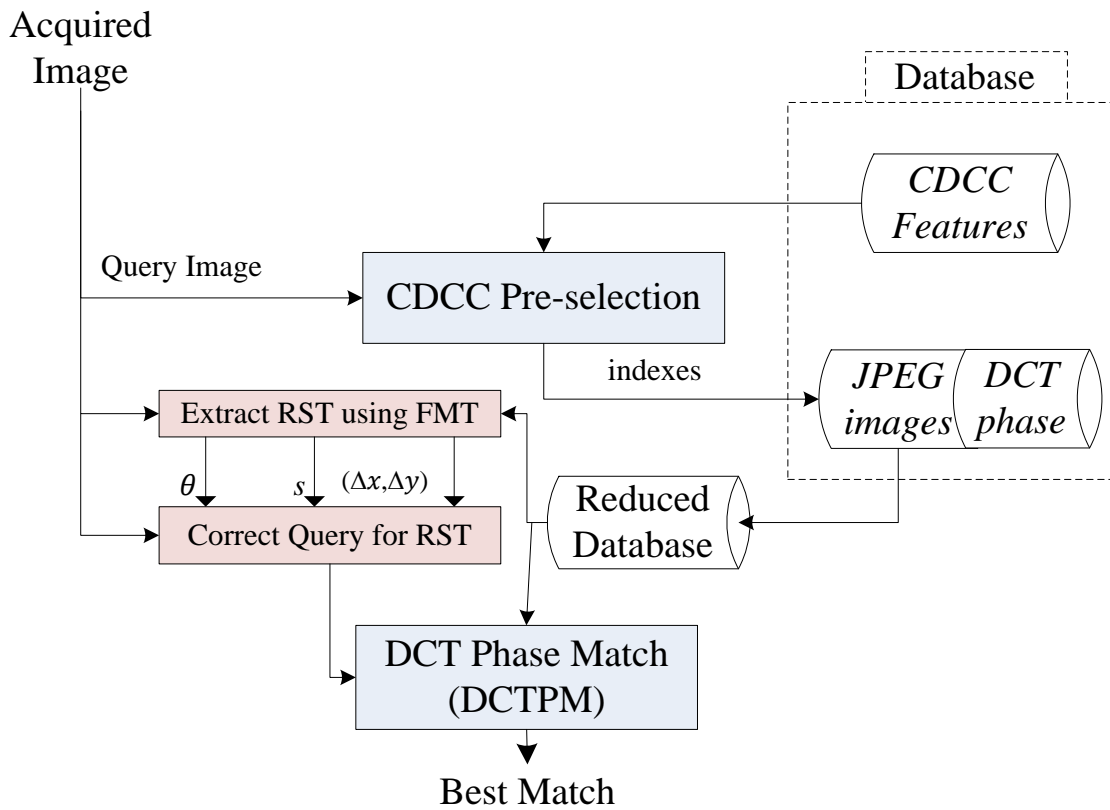 Acquired
Image
Database
CDCC
Features
Query Image
CDCC Pre-selection
indexes
JPEG
images
DCT
phase
Extract RST using FMT
θ
s
(Δx,Δy)
Correct Query for RST
Reduced
Database
DCT Phase Match
(DCTPM)
Best Match